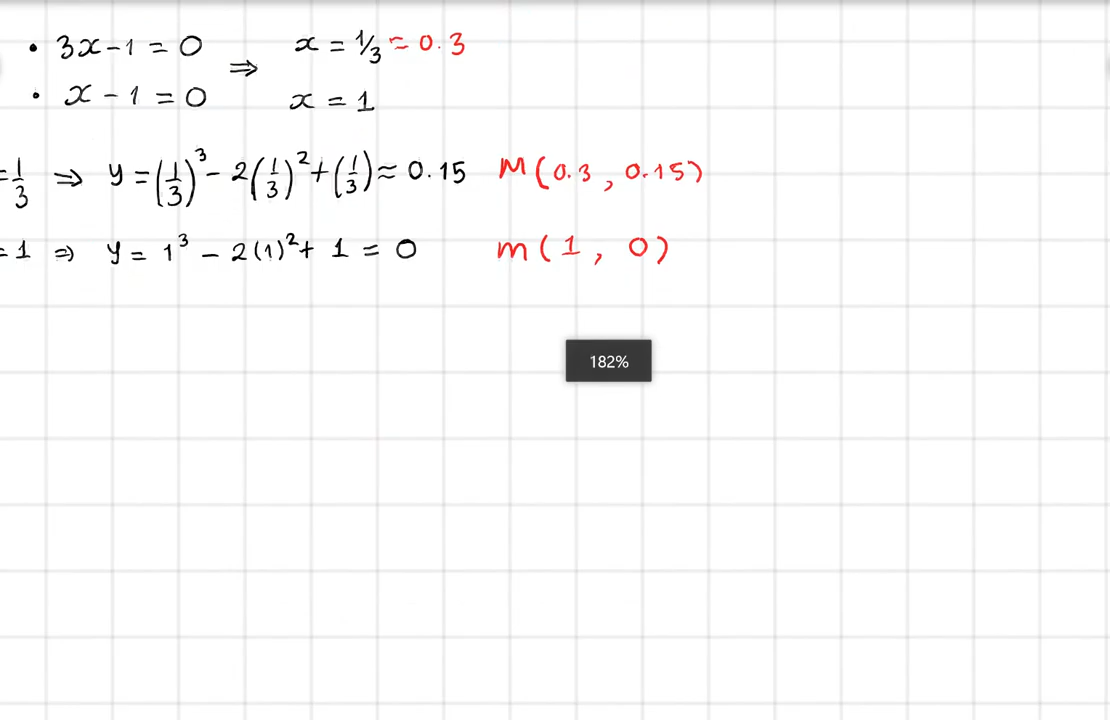 • 3x - 1 = 0 ⇒ x = 1/3 ≈ 0.3
• x - 1 = 0 x = 1
= 1/3 ⇒ y = (1/3)³ - 2(1/3)² + (1/3) ≈ 0.15 M(0.3, 0.15)
= 1 ⇒ y = 1³ - 2(1)² + 1 = 0 m(1, 0)
182%